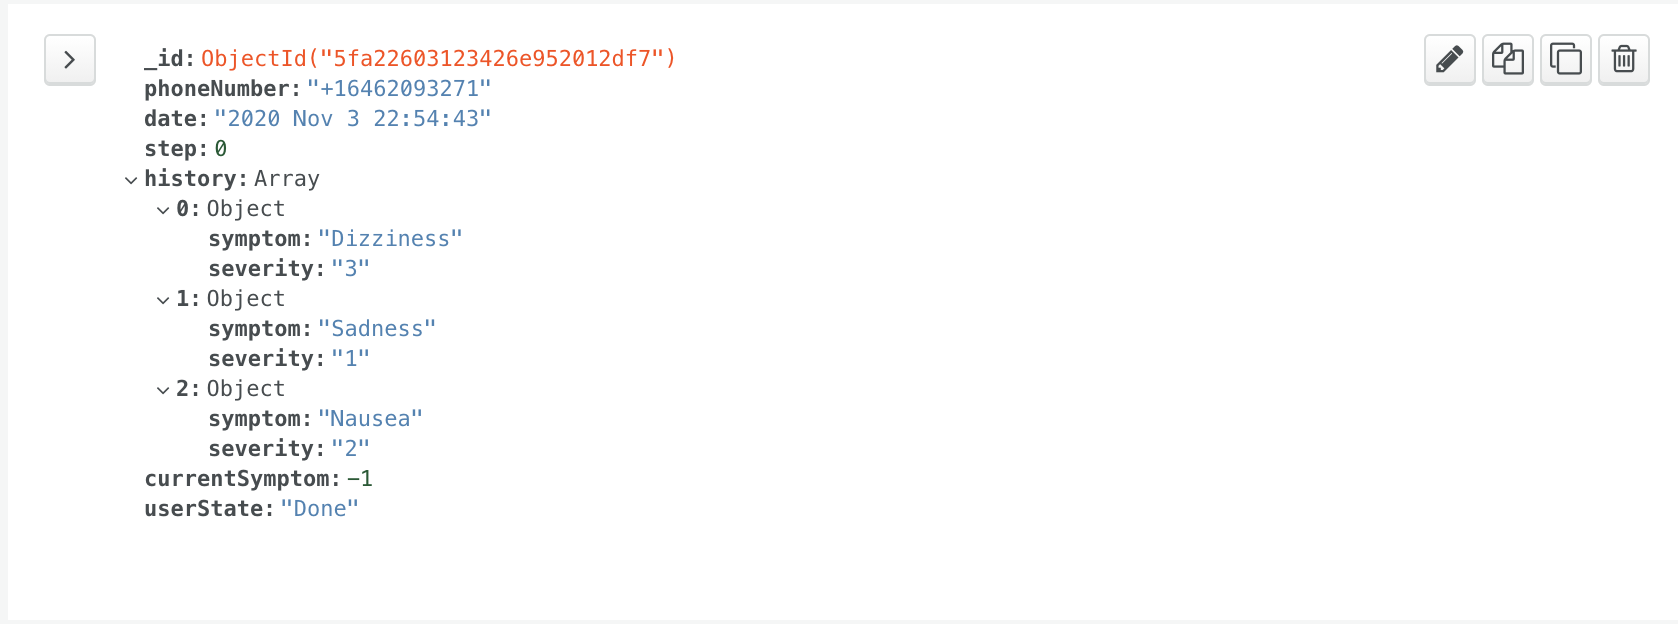 _id: ObjectId("5fa22603123426e952012df7")
phoneNumber: "+16462093271"
date: "2020 Nov 3 22:54:43"
step: 0
history: Array
0: Object
symptom: "Dizziness"
severity: "3"
1: Object
symptom: "Sadness"
severity: "1"
2: Object
symptom: "Nausea"
severity: "2"
currentSymptom: -1
userState: "Done"